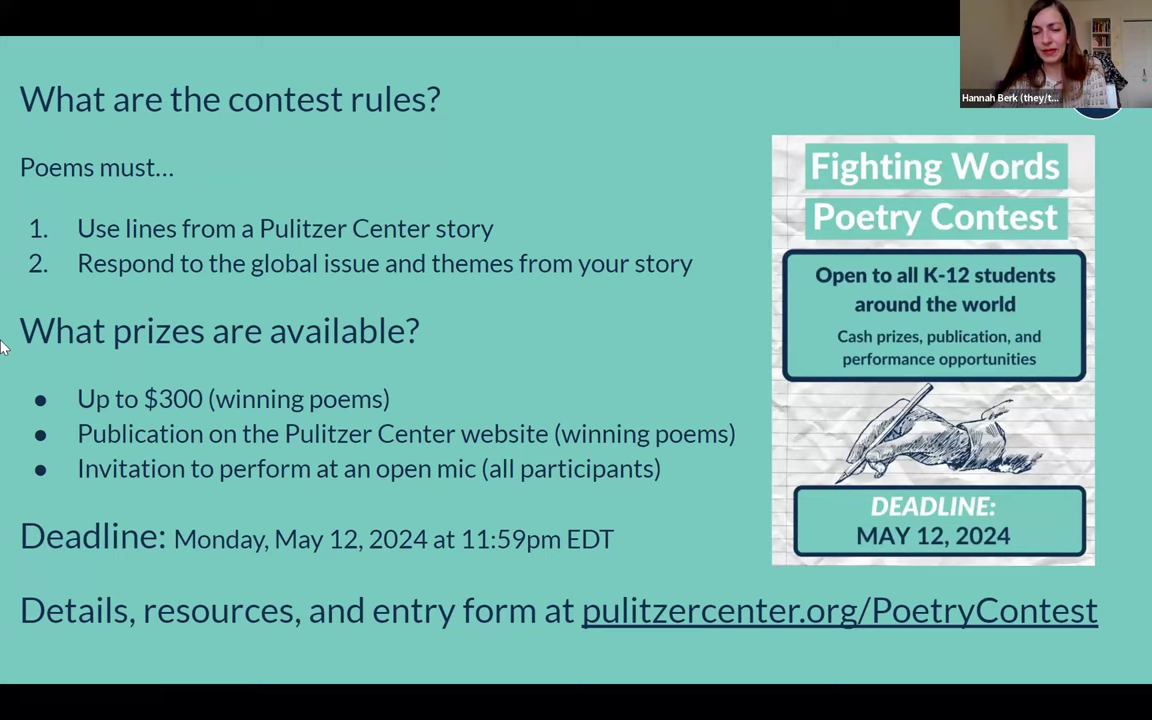 What are the contest rules?
Hannah Berk (they/t...
Poems must...
1. Use lines from a Pulitzer Center story
2. Respond to the global issue and themes from your story
What prizes are available?
● Up to $300 (winning poems)
● Publication on the Pulitzer Center website (winning poems)
● Invitation to perform at an open mic (all participants)
Deadline: Monday, May 12, 2024 at 11:59pm EDT
Details, resources, and entry form at pulitzercenter.org/PoetryContest
Fighting Words
Poetry Contest
Open to all K-12 students
around the world
Cash prizes, publication, and
performance opportunities
DEADLINE:
MAY 12, 2024